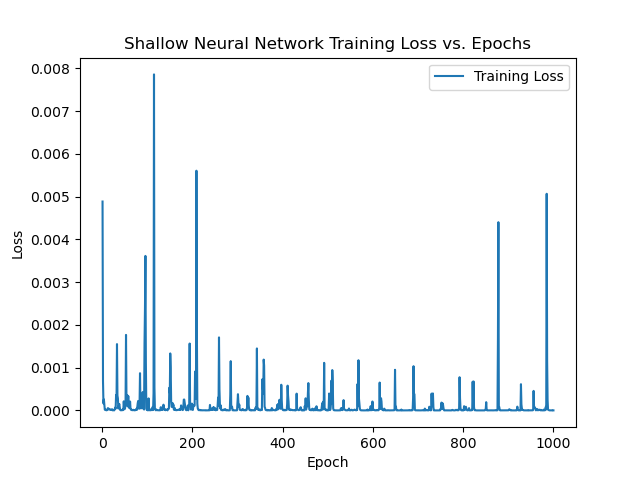 Shallow Neural Network Training Loss vs. Epochs
Training Loss
0.008
0.007
0.006
0.005
0.004
0.003
0.002
0.001
0.000
Loss
0 200 400 600 800 1000
Epoch